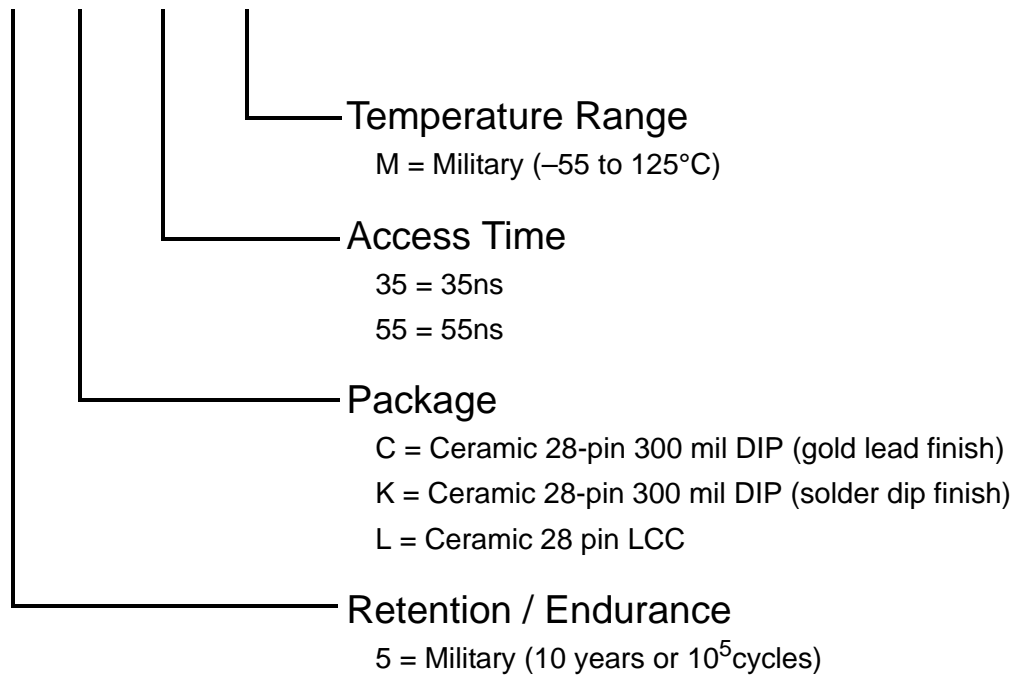 Temperature Range
M = Military (–55 to 125°C)
Access Time
35 = 35ns
55 = 55ns
Package
C = Ceramic 28-pin 300 mil DIP (gold lead finish)
K = Ceramic 28-pin 300 mil DIP (solder dip finish)
L = Ceramic 28 pin LCC
Retention / Endurance
5 = Military (10 years or 10⁵cycles)